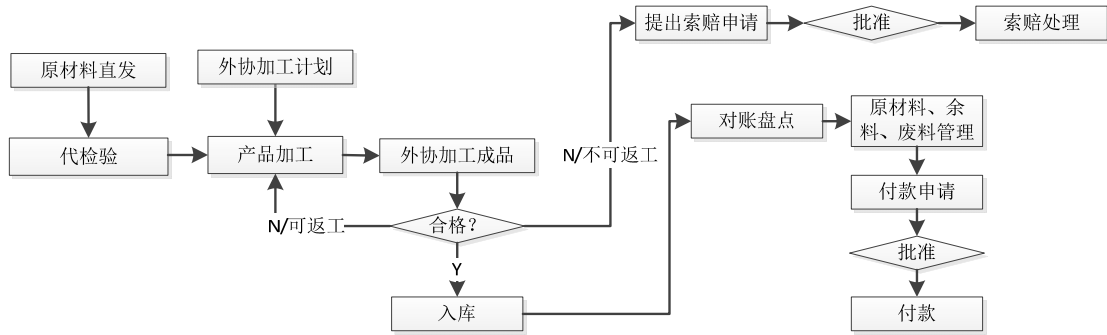 提出索赔申请
批准
索赔处理
原材料直发
外协加工计划
对账盘点
原材料、余
料、废料管理
代检验
产品加工
外协加工成品
N/不可返工
付款申请
N/可返工
合格?
批准
Y
入库
付款